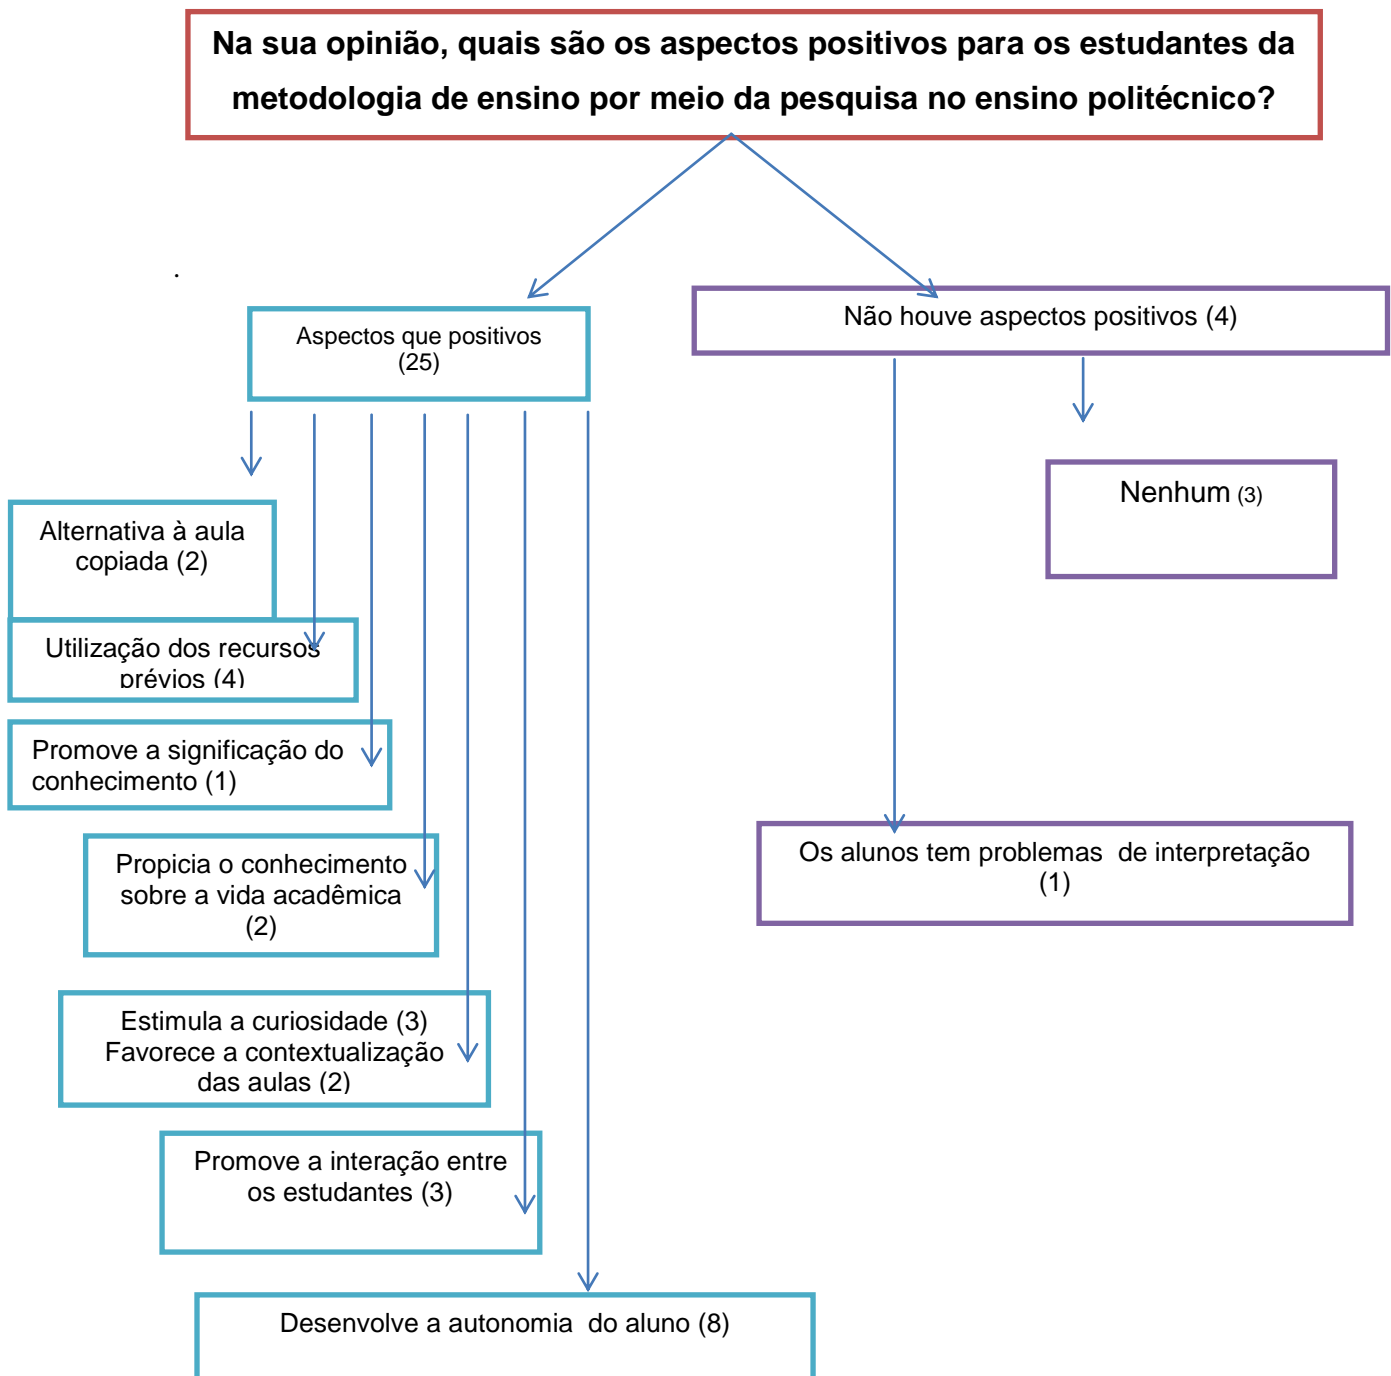 Na sua opinião, quais são os aspectos positivos para os estudantes da
metodologia de ensino por meio da pesquisa no ensino politécnico?
.
Aspectos que positivos
(25)
Não houve aspectos positivos (4)
Nenhum (3)
Alternativa à aula
copiada (2)
Utilização dos recursos
prévios (4)
Promove a significação do
conhecimento (1)
Propicia o conhecimento
sobre a vida acadêmica
(2)
Os alunos tem problemas  de interpretação
(1)
Estimula a curiosidade (3)
Favorece a contextualização
das aulas (2)
Promove a interação entre
os estudantes (3)
Desenvolve a autonomia  do aluno (8)